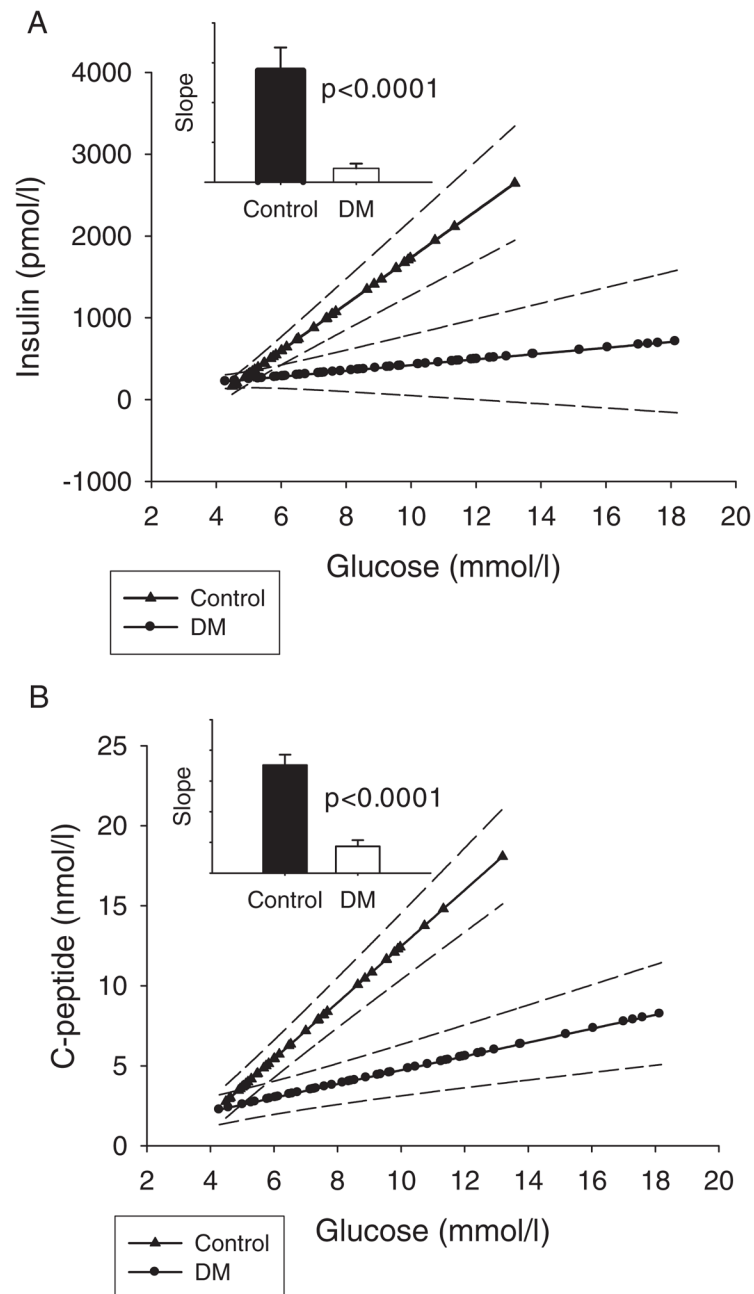 A
Slope
p<0.0001
Control DM
4000
3000
2000
1000
0
-1000
Insulin (pmol/l)
2 4 6 8 10 12 14 16 18 20
Glucose (mmol/l)
Control
DM
B
Slope
p<0.0001
Control DM
25
20
15
10
5
0
C-peptide (nmol/l)
2 4 6 8 10 12 14 16 18 20
Glucose (mmol/l)
Control
DM